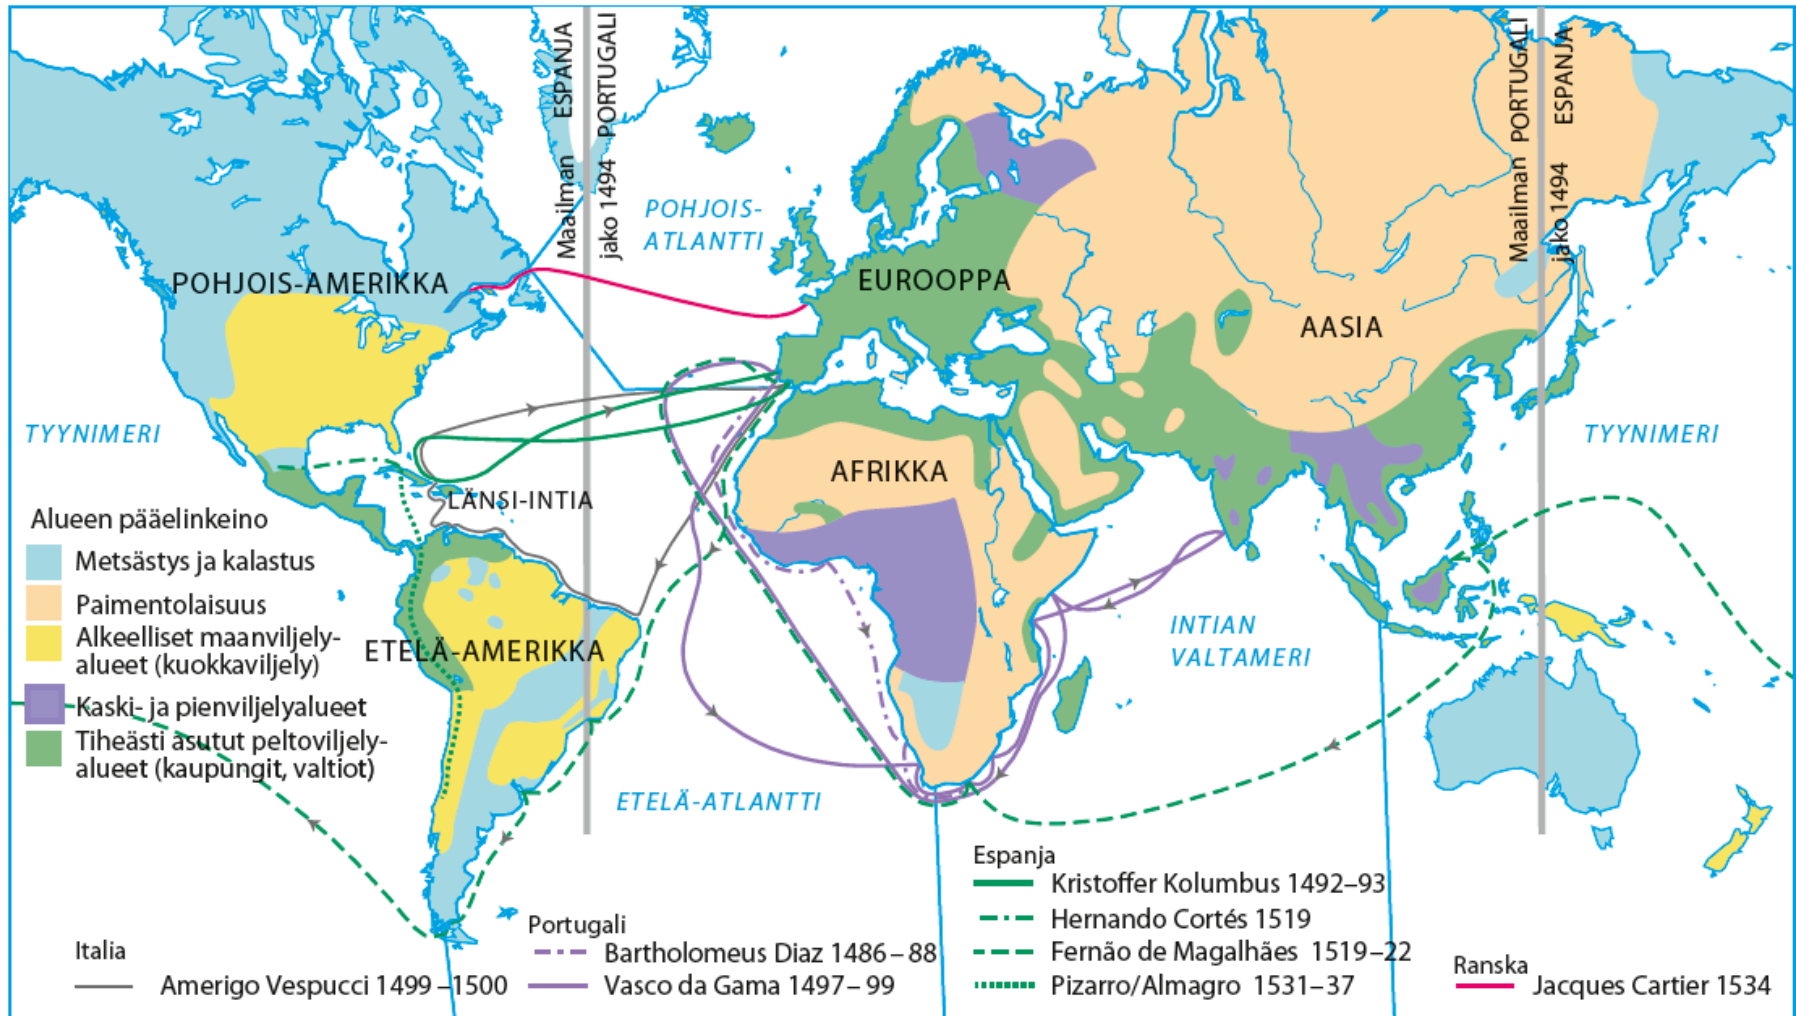 Maailman ESPANJA
jako 1494 PORTUGALI
Maailman PORTUGALI
jako 1494 ESPANJA
POHJOIS-
ATLANTTI
POHJOIS-AMERIKKA
EUROOPPA
AASIA
TYYNIMERI
TYYNIMERI
AFRIKKA
LÄNSI-INTIA
Alueen pääelinkeino
Metsästys ja kalastus
Paimentolaisuus
Alkeelliset maanviljely-
alueet (kuokkaviljely)
Kaski- ja pienviljelyalueet
Tiheästi asutut peltoviljely-
alueet (kaupungit, valtiot)
ETELÄ-AMERIKKA
INTIAN
VALTAMERI
ETELÄ-ATLANTTI
Italia
Amerigo Vespucci 1499–1500
Portugali
Bartholomeus Diaz 1486–88
Vasco da Gama 1497–99
Espanja
Kristoffer Kolumbus 1492–93
Hernando Cortés 1519
Fernão de Magalhães 1519–22
Pizarro/Almagro 1531–37
Ranska
Jacques Cartier 1534